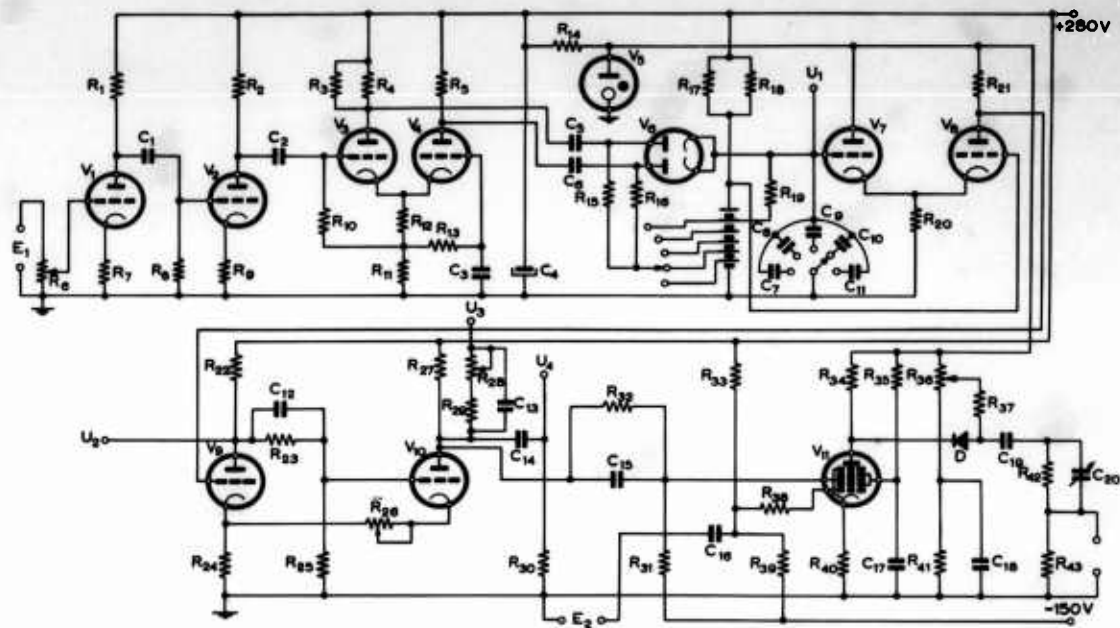 +280V
R14
V5
R1
R2
R3
R4
R5
R17
R18
U1
R21
C1
C2
V3
V4
C5
V6
V7
V8
V1
V2
C6
R15
R16
R19
C9
R10
R12
R13
C8
C10
R20
E1
R6
R7
R8
R9
R11
C3
C4
C7
C11
U3
R22
R27
R28
U4
R33
R34
R35
R36
C12
R32
R37
R29
C13
U2
V9
R23
V10
C14
V11
C15
D
C19
R42
C20
R26
R38
C16
R24
R25
R30
R31
R39
R40
C17
R41
C18
R43
E2
-150V